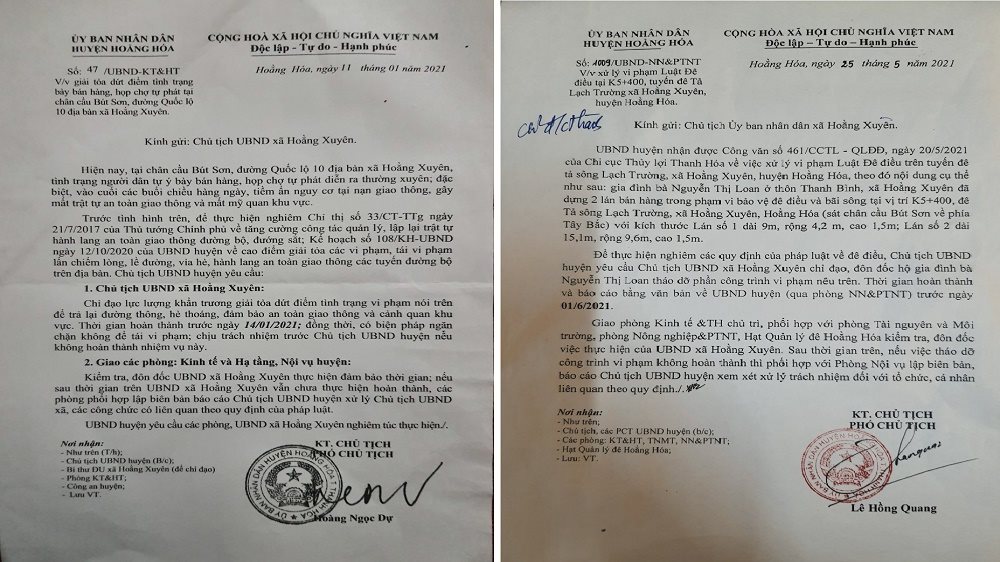 ỦY BAN NHÂN DÂN
HUYỆN HOẰNG HÓA
CỘNG HOÀ XÃ HỘI CHỦ NGHĨA VIỆT NAM
Độc lập - Tự do - Hạnh phúc
Số: 47 /UBND-KT&HT
V/v giải tỏa dứt điểm tình trạng
bày bán hàng, họp chợ tự phát tại
chân cầu Bút Sơn, đường Quốc lộ
10 địa bàn xã Hoằng Xuyên.
Hoằng Hóa, ngày 11 tháng 01 năm 2021
Kính gửi: Chủ tịch UBND xã Hoằng Xuyên.
Hiện nay, tại chân cầu Bút Sơn, đường Quốc lộ 10 địa bàn xã Hoằng Xuyên,
tình trạng người dân tự ý bày bán hàng, họp chợ tự phát diễn ra thường xuyên; đặc
biệt, vào cuối các buổi chiều hàng ngày, tiềm ẩn nguy cơ tai nạn giao thông, gây
mất trật tự an toàn giao thông và mất mỹ quan khu vực.
Trước tình hình trên, để thực hiện nghiêm Chỉ thị số 33/CT-TTg ngày
21/7/2017 của Thủ tướng Chính phủ về tăng cường công tác quản lý, lập lại trật tự
hành lang an toàn giao thông đường bộ, đường sắt; Kế hoạch số 108/KH-UBND
ngày 12/10/2020 của UBND huyện về cao điểm giải tỏa các vi phạm, tái vi phạm
lấn chiếm lòng, lề đường, vỉa hè, hành lang an toàn giao thông các tuyến đường bộ
trên địa bàn. Chủ tịch UBND huyện yêu cầu:
1. Chủ tịch UBND xã Hoằng Xuyên:
Chỉ đạo lực lượng khẩn trương giải tỏa dứt điểm tình trạng vi phạm nói trên
để trả lại đường thông, hè thoáng, đảm bảo an toàn giao thông và cảnh quan khu
vực. Thời gian hoàn thành trước ngày 14/01/2021; đồng thời, có biện pháp ngăn
chặn không để tái vi phạm; chịu trách nhiệm trước Chủ tịch UBND huyện nếu
không hoàn thành nhiệm vụ này.
2. Giao các phòng: Kinh tế và Hạ tầng, Nội vụ huyện:
Kiểm tra, đôn đốc UBND xã Hoằng Xuyên thực hiện đảm bảo thời gian; nếu
sau thời gian trên UBND xã Hoằng Xuyên vẫn chưa thực hiện hoàn thành, các
phòng phối hợp lập biên bản báo cáo Chủ tịch UBND huyện xử lý Chủ tịch UBND
xã, các công chức có liên quan theo quy định của pháp luật.
UBND huyện yêu cầu các phòng, UBND xã Hoằng Xuyên nghiêm túc thực hiện./.
Nơi nhận:
- Như trên (T/h);
- Chủ tịch UBND huyện (B/c);
- Bí thư ĐU xã Hoằng Xuyên (để chỉ đạo)
- Phòng KT&HT;
- Công an huyện;
- Lưu VT.
KT. CHỦ TỊCH
PHÓ CHỦ TỊCH
Hoàng Ngọc Dự
ỦY BAN NHÂN DÂN
HUYỆN HOẰNG HÓA
CỘNG HÒA XÃ HỘI CHỦ NGHĨA VIỆT NAM
Độc lập – Tự do – Hạnh phúc
Số: 1009/UBND-NN&PTNT
V/v xử lý vi phạm Luật Đê
điều tại K5+400, tuyến đê Tả
Lạch Trường xã Hoằng Xuyên,
huyện Hoằng Hóa.
Hoằng Hóa, ngày 25 tháng 5 năm 2021
Kính gửi: Chủ tịch Ủy ban nhân dân xã Hoằng Xuyên.
UBND huyện nhận được Công văn số 461/CCTL - QLĐĐ, ngày 20/5/2021
của Chi cục Thủy lợi Thanh Hóa về việc xử lý vi phạm Luật Đê điều trên tuyến đê
tả sông Lạch Trường, xã Hoằng Xuyên, huyện Hoằng Hóa, theo đó nội dung cụ thể
như sau: gia đình bà Nguyễn Thị Loan ở thôn Thanh Bình, xã Hoằng Xuyên đã
dựng 2 lán bán hàng trong phạm vi bảo vệ đê điều và bãi sông tại vị trí K5+400, đê
Tả sông Lạch Trường, xã Hoằng Xuyên, Hoằng Hóa (sát chân cầu Bút Sơn về phía
Tây Bắc) với kích thước Lán số 1 dài 9m, rộng 4,2 m, cao 1,5m; Lán số 2 dài
15,1m, rộng 9,6m, cao 1,5m.
Để thực hiện nghiêm các quy định của pháp luật về đê điều, Chủ tịch UBND
huyện yêu cầu Chủ tịch UBND xã Hoằng Xuyên chỉ đạo, đôn đốc hộ gia đình bà
Nguyễn Thị Loan tháo dỡ phần công trình vi phạm nêu trên. Thời gian hoàn thành
và báo cáo bằng văn bản về UBND huyện (qua phòng NN&PTNT) trước ngày
01/6/2021.
Giao phòng Kinh tế &TH chủ trì, phối hợp với phòng Tài nguyên và Môi
trường, phòng Nông nghiệp&PTNT, Hạt Quản lý đê Hoằng Hóa kiểm tra, đôn đốc
việc thực hiện của UBND xã Hoằng Xuyên. Sau thời gian trên, nếu việc tháo dỡ
công trình vi phạm không hoàn thành thì phối hợp với Phòng Nội vụ lập biên bản,
báo cáo Chủ tịch UBND huyện xem xét xử lý trách nhiệm đối với tổ chức, cá nhân
liên quan theo quy định./.
Nơi nhận:
- Như trên;
- Chủ tịch, các PCT UBND huyện (b/c);
- Các phòng: KT&HT, TNMT, NN&PTNT;
- Hạt Quản lý đê Hoằng Hóa;
- Lưu: VT.
KT. CHỦ TỊCH
PHÓ CHỦ TỊCH
Lê Hồng Quang